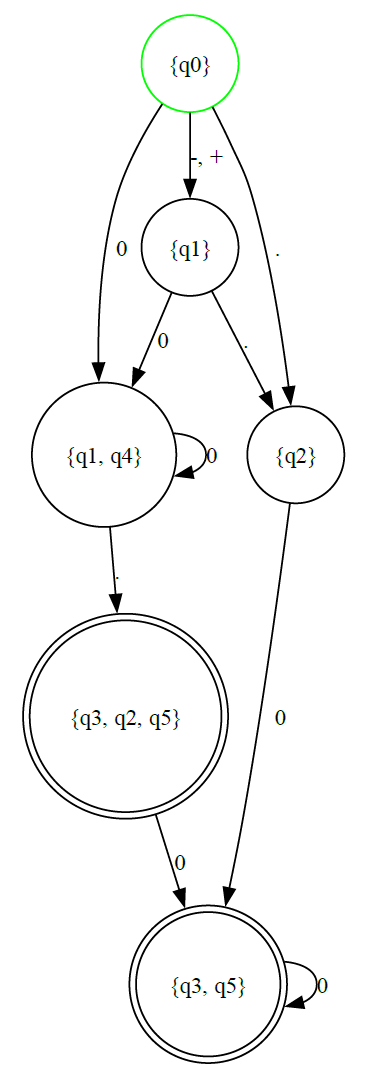 {q0}
-, +
0
.
{q1}
0
.
{q1, q4}
0
{q2}
.
{q3, q2, q5}
0
0
{q3, q5}
0